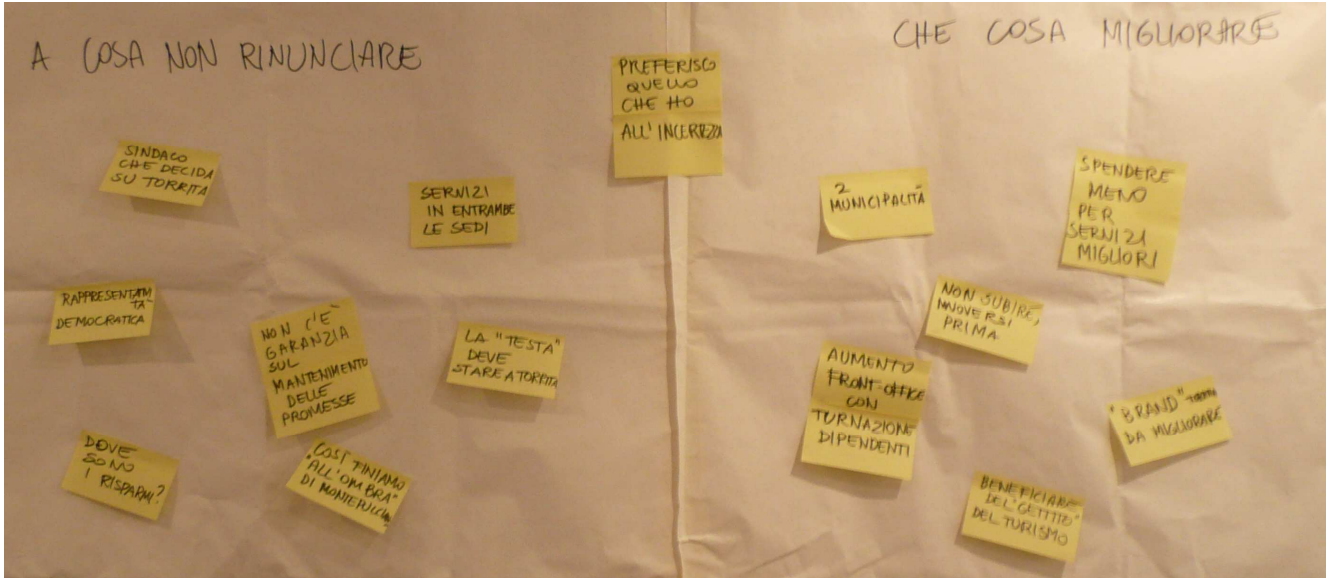 A COSA NON RINUNCIARE
CHE COSA MIGLIORARE
PREFERISCO
QUELLO
CHE HO
ALL'INCERTEZZA
SINDACO
CHE DECIDA
SU TORRITA
SERVIZI
IN ENTRAMBE
LE SEDI
RAPPRESENTATIVI
TÀ
DEMOCRATICA
NON C'È
GARANZIA
SUL
MANTENIMENTO
DELLE
PROMESSE
LA "TESTA"
DEVE
STARE A TORRITA
DOVE
SONO
I RISPARMI?
COSÌ FINIAMO
"ALL'OMBRA"
DI MONTEPULCIANO
2
MUNICIPALITÀ
SPENDERE
MENO
PER
SERVIZI
MIGLIORI
NON SUBIRE,
MUOVERSI
PRIMA
AUMENTO
FRONT-OFFICE
CON
TURNAZIONE
DIPENDENTI
"BRAND" TORRITA
DA MIGLIORARE
BENEFICIARE
DEL "GETTITO"
DEL TURISMO